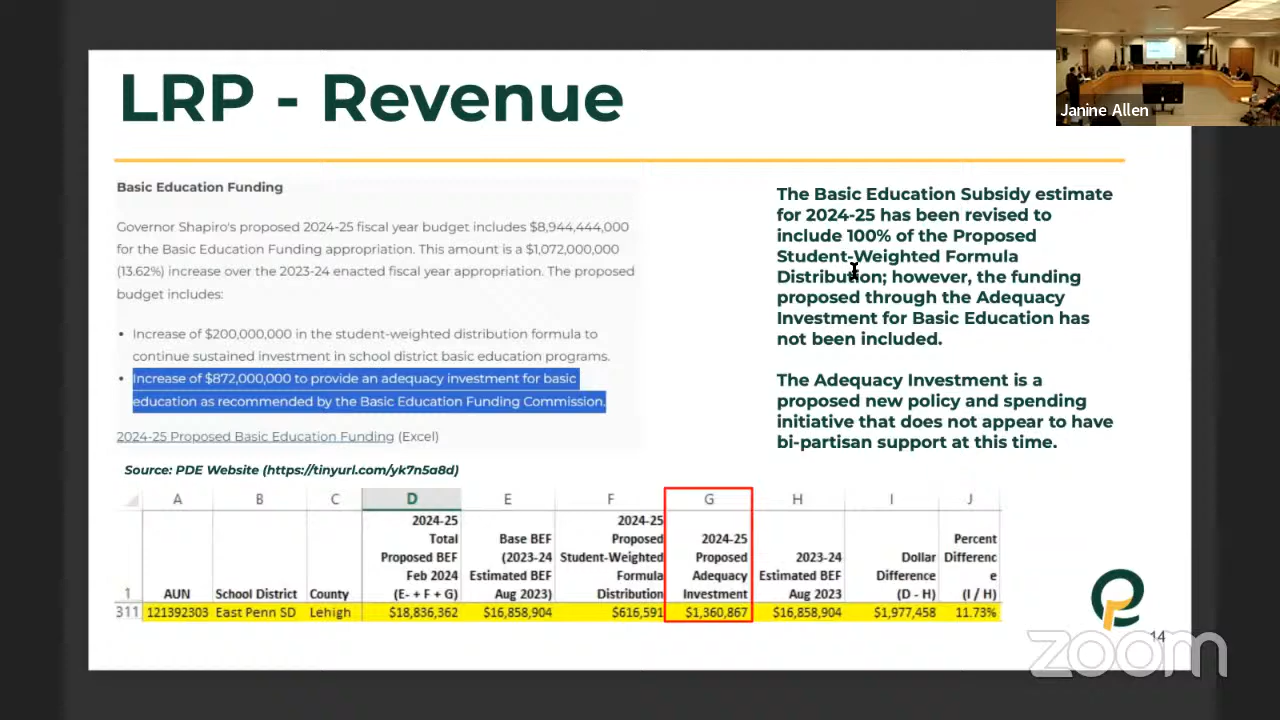 LRP - Revenue
Janine Allen
Basic Education Funding
Governor Shapiro's proposed 2024-25 fiscal year budget includes $8,944,444,000
for the Basic Education Funding appropriation. This amount is a $1,072,000,000
(13.62%) increase over the 2023-24 enacted fiscal year appropriation. The proposed
budget includes:
• Increase of $200,000,000 in the student-weighted distribution formula to
continue sustained investment in school district basic education programs.
• Increase of $872,000,000 to provide an adequacy investment for basic
education as recommended by the Basic Education Funding Commission.
2024-25 Proposed Basic Education Funding (Excel)
Source: PDE Website (https://tinyurl.com/yk7n5a8d)
The Basic Education Subsidy estimate
for 2024-25 has been revised to
include 100% of the Proposed
Student-Weighted Formula
Distribution; however, the funding
proposed through the Adequacy
Investment for Basic Education has
not been included.
The Adequacy Investment is a
proposed new policy and spending
initiative that does not appear to have
bi-partisan support at this time.
A B C D E F G H I J
2024-25 2024-25
Total Proposed 2024-25 Percent
Proposed BEF Base BEF Student-Weighted Proposed 2023-24 Dollar Differenc
Feb 2024 (2023-24 Formula Adequacy Estimated BEF Difference e
1 AUN School District County (E- + F + G) Estimated BEF Aug 2023) Distribution Investment Aug 2023 (D - H) (I / H)
311 121392303 East Penn SD Lehigh $18,836,362 $16,858,904 $616,591 $1,360,867 $16,858,904 $1,977,458 11.73%
14
zoom